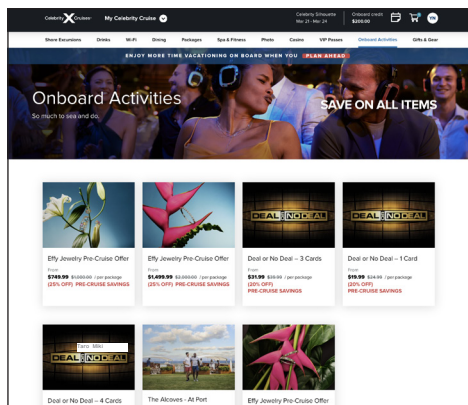 Celebrity X Cruises® My Celebrity Cruise
Celebrity Silhouette
Mar 21 - Mar 24
Onboard credit
$200.00
YN
Shore Excursions Drinks Wi-Fi Dining Packages Spa & Fitness Photo Casino VIP Passes Onboard Activities Gifts & Gear
ENJOY MORE TIME VACATIONING ON BOARD WHEN YOU PLAN AHEAD
Onboard Activities
So much to sea and do.
SAVE ON ALL ITEMS
Effy Jewelry Pre-Cruise Offer
From
$749.99 $1,000.00 / per package
(25% OFF) PRE-CRUISE SAVINGS
Effy Jewelry Pre-Cruise Offer
From
$1,499.99 $2,000.00 / per package
(25% OFF) PRE-CRUISE SAVINGS
DEAL OR NO DEAL
Deal or No Deal – 3 Cards
From
$31.99 $39.99 / per package
(20% OFF)
PRE-CRUISE SAVINGS
DEAL OR NO DEAL
Deal or No Deal – 1 Card
From
$19.99 $24.99 / per package
(20% OFF)
PRE-CRUISE SAVINGS
Taro Miki
DEAL OR NO DEAL
Deal or No Deal – 4 Cards
The Alcoves - At Port
Effy Jewelry Pre-Cruise Offer